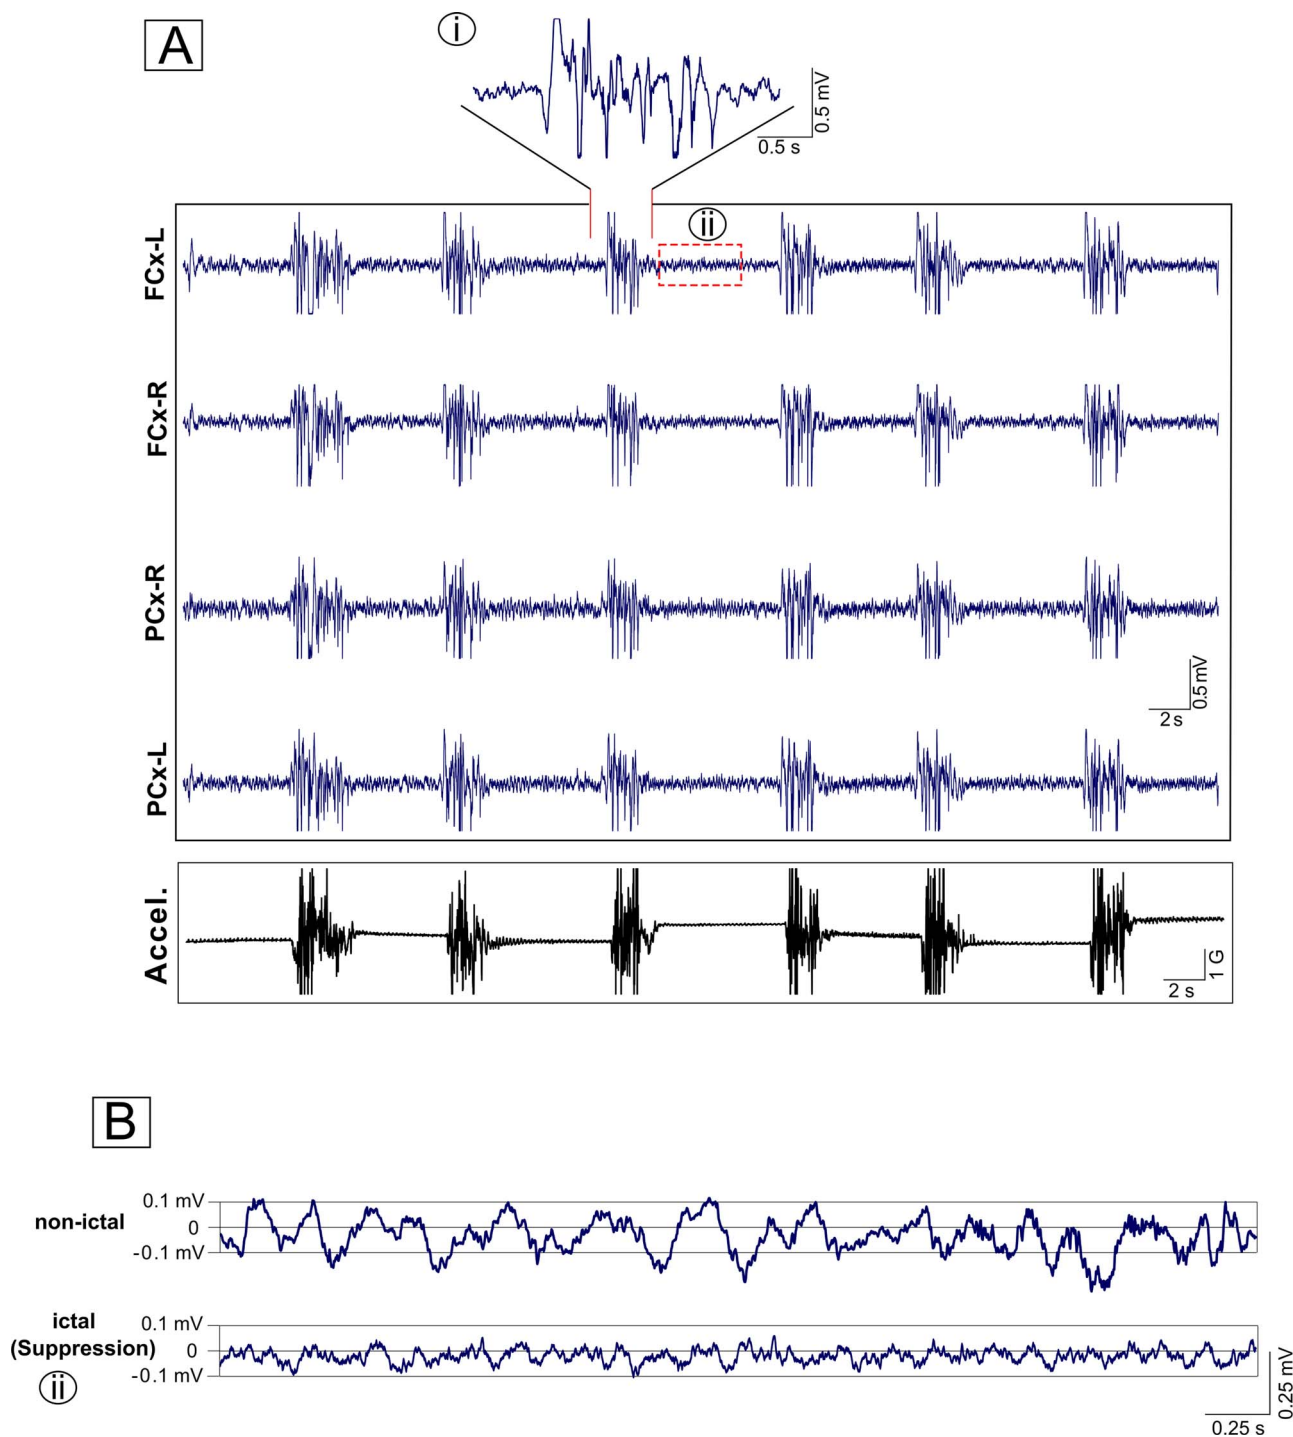 A
i
0.5 mV
0.5 s
ii
FCx-L
FCx-R
PCx-R
0.5 mV
2 s
PCx-L
Accel.
1 G
2 s
B
0.1 mV
non-ictal
0
-0.1 mV
ictal
0.1 mV
(Suppression)
0
-0.1 mV
ii
0.25 mV
0.25 s